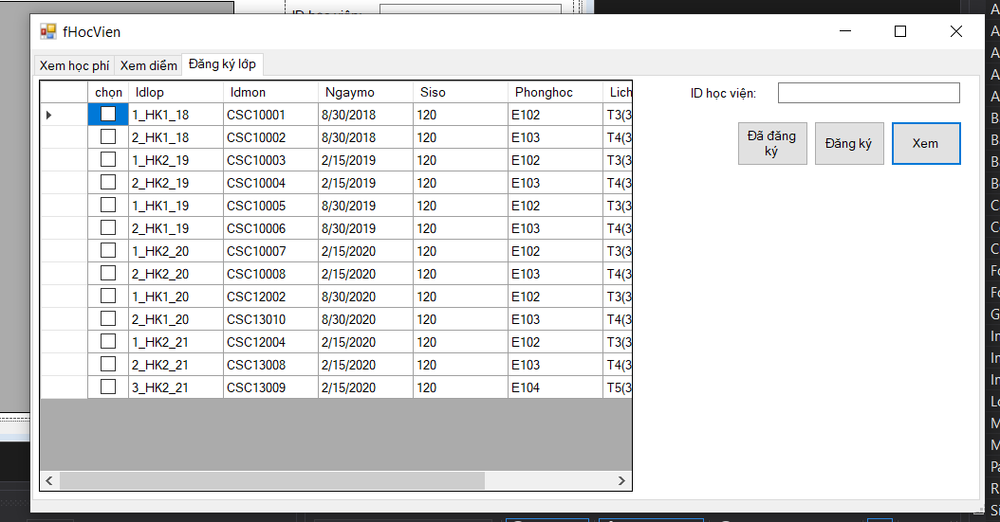 ID học viên:
fHocVien
Xem học phí Xem diểm Đăng ký lớp
chọn Idlop Idmon Ngaymo Siso Phonghoc Lich
1_HK1_18 CSC10001 8/30/2018 120 E102 T3(3
2_HK1_18 CSC10002 8/30/2018 120 E103 T4(3
1_HK2_19 CSC10003 2/15/2019 120 E102 T3(3
2_HK2_19 CSC10004 2/15/2019 120 E103 T4(3
1_HK1_19 CSC10005 8/30/2019 120 E102 T3(3
2_HK1_19 CSC10006 8/30/2019 120 E103 T4(3
1_HK2_20 CSC10007 2/15/2020 120 E102 T3(3
2_HK2_20 CSC10008 2/15/2020 120 E103 T4(3
1_HK1_20 CSC12002 8/30/2020 120 E102 T3(3
2_HK1_20 CSC13010 8/30/2020 120 E103 T4(3
1_HK2_21 CSC12004 2/15/2020 120 E102 T3(3
2_HK2_21 CSC13008 2/15/2020 120 E103 T4(3
3_HK2_21 CSC13009 2/15/2020 120 E104 T5(3
ID học viên:
Đã đăng
ký
Đăng ký
Xem